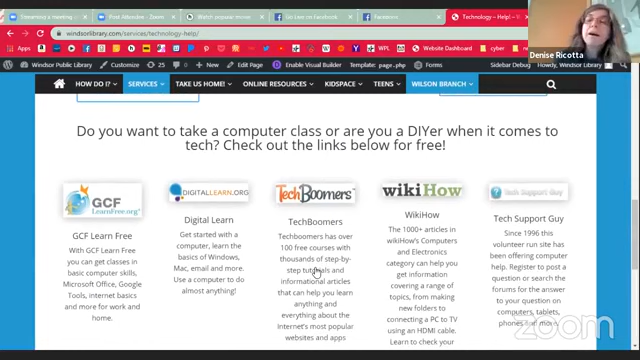 Streaming a meeting
Post Attendee - Zoom
Watch popular movies
Go Live on Facebook
Facebook
Technology – Help!
windsorlibrary.com/services/technology-help/
Windsor Public Library
Customize
25
0
New
Edit Page
Enable Visual Builder
Template: page.php
Sidebar Debug
Howdy, Windsor Library
Denise Ricotta
HOW DO I?
SERVICES
TAKE US HOME!
ONLINE RESOURCES
KIDSPACE
TEENS
WILSON BRANCH
Do you want to take a computer class or are you a DIYer when it comes to
tech? Check out the links below for free!
GCF
LearnFree.org
GCF Learn Free
With GCF Learn Free
you can get classes in
basic computer skills,
Microsoft Office, Google
Tools, internet basics
and more for work and
home.
DIGITALLEARN.ORG
Digital Learn
Get started with a
computer, learn the
basics of Windows,
Mac, email and more.
Use a computer to do
almost anything!
TechBoomers
TechBoomers
Techboomers has over
100 free courses with
thousands of step-by-
step tutorials and
informational articles
that can help you learn
anything and
everything about the
Internet's most popular
websites and apps
wikiHow
WikiHow
The 1000+ articles in
wikiHow's Computers
and Electronics
category can help you
get information
covering a range of
topics, from making
new folders to
connecting a PC to TV
using an HDMI cable.
Learn to check your
Tech Support Guy
Tech Support Guy
Since 1996 this
volunteer run site has
been offering computer
help. Register to post a
question or search the
forums for the answer
to your question on
computers, tablets,
phones and more.
zoom